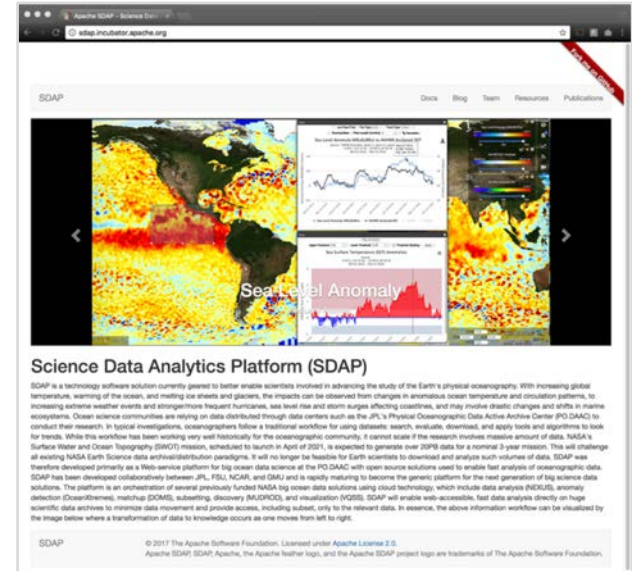 Apache SDAP – Science Data
sdap.incubator.apache.org
Fork me on GitHub
SDAP Docs Blog Team Resources Publications
Sea Level Anomaly
Science Data Analytics Platform (SDAP)
SDAP is a technology software solution currently geared to better enable scientists involved in advancing the study of the Earth's physical oceanography. With increasing global
temperature, warming of the ocean, and melting ice sheets and glaciers, the impacts can be observed from changes in anomalous ocean temperature and circulation patterns, to
increasing extreme weather events and stronger/more frequent hurricanes, sea level rise and storm surges affecting coastlines, and may involve drastic changes and shifts in marine
ecosystems. Ocean science communities are relying on data distributed through data centers such as the JPL's Physical Oceanographic Data Active Archive Center (PO.DAAC) to
conduct their research. In typical investigations, oceanographers follow a traditional workflow for using datasets: search, evaluate, download, and apply tools and algorithms to look
for trends. While this workflow has been working very well historically for the oceanographic community, it cannot scale if the research involves massive amount of data. NASA's
Surface Water and Ocean Topography (SWOT) mission, scheduled to launch in April of 2021, is expected to generate over 20PB data for a nominal 3-year mission. This will challenge
all existing NASA Earth Science data archival/distribution paradigms. It will no longer be feasible for Earth scientists to download and analyze such volumes of data. SDAP was
therefore developed primarily as a Web-service platform for big ocean data science at the PO.DAAC with open source solutions used to enable fast analysis of oceanographic data.
SDAP has been developed collaboratively between JPL, FSU, NCAR, and GMU and is rapidly maturing to become the generic platform for the next generation of big science data
solutions. The platform is an orchestration of several previously funded NASA big ocean data solutions using cloud technology, which include data analysis (NEXUS), anomaly
detection (OceanXtremes), matchup (DOMS), subsetting, discovery (MUDROD), and visualization (VQSS). SDAP will enable web-accessible, fast data analysis directly on huge
scientific data archives to minimize data movement and provide access, including subset, only to the relevant data. In essence, the above information workflow can be visualized by
the image below where a transformation of data to knowledge occurs as one moves from left to right.
SDAP © 2017 The Apache Software Foundation. Licensed under Apache License 2.0.
Apache SDAP, SDAP, Apache, the Apache feather logo, and the Apache SDAP project logo are trademarks of The Apache Software Foundation.